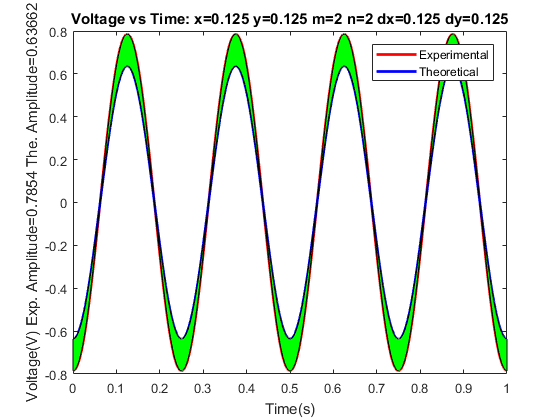 Voltage vs Time: x=0.125 y=0.125 m=2 n=2 dx=0.125 dy=0.125
Voltage(V) Exp. Amplitude=0.7854 The. Amplitude=0.63662
0.8
0.6
0.4
0.2
0
-0.2
-0.4
-0.6
-0.8
Experimental
Theoretical
0 0.1 0.2 0.3 0.4 0.5 0.6 0.7 0.8 0.9 1
Time(s)